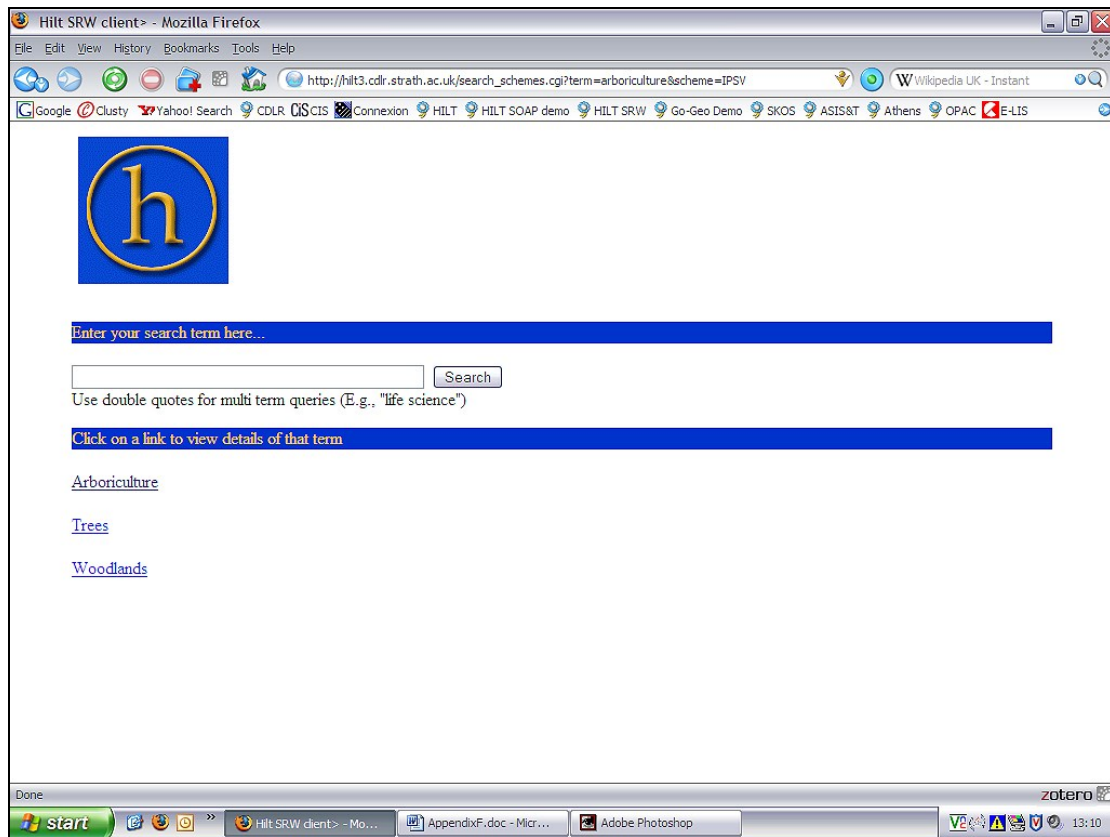 Hilt SRW client> - Mozilla Firefox
File Edit View History Bookmarks Tools Help
http://hilt3.cdlr.strath.ac.uk/search_schemes.cgi?term=arboriculture&scheme=IPSV W Wikipedia UK - Instant
Google Clusty Yahoo! Search CDLR CiS CIS Connexion HILT HILT SOAP demo HILT SRW Go-Geo Demo SKOS ASIS&T Athens OPAC E-LIS
h
Enter your search term here...
Search
Use double quotes for multi term queries (E.g., "life science")
Click on a link to view details of that term
Arboriculture
Trees
Woodlands
Done zotero
start » Hilt SRW client> - Mo... AppendixF.doc - Micr... Adobe Photoshop 13:10